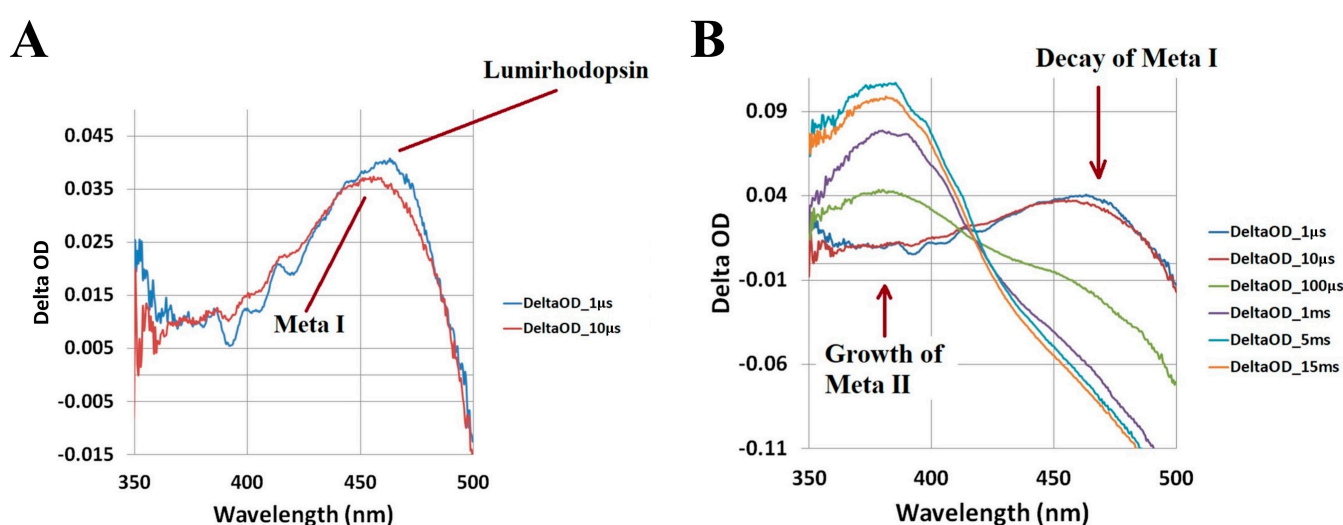 A
Lumirhodopsin
0.045
0.035
0.025
0.015
0.005
-0.005
-0.015
Delta OD
Meta I
350
400
450
500
Wavelength (nm)
DeltaOD_1µs
DeltaOD_10µs
B
Decay of Meta I
0.09
0.04
-0.01
-0.06
-0.11
Delta OD
Growth of
Meta II
350
400
450
500
Wavelength (nm)
DeltaOD_1µs
DeltaOD_10µs
DeltaOD_100µs
DeltaOD_1ms
DeltaOD_5ms
DeltaOD_15ms